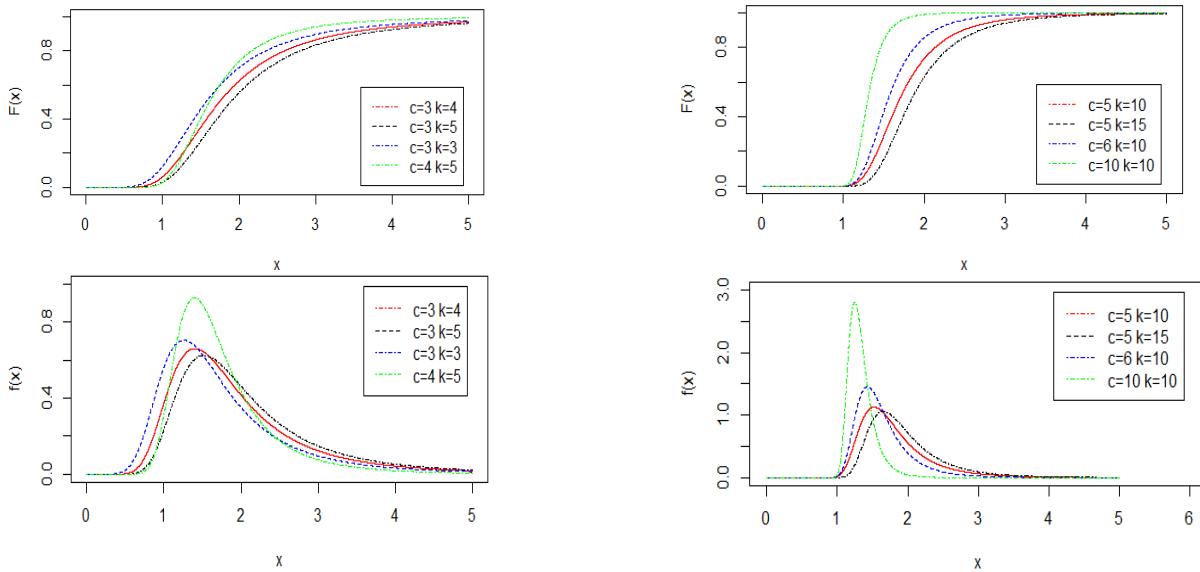 F(x)
0.8
0.4
0.0
c=3 k=4
c=3 k=5
c=3 k=3
c=4 k=5
0 1 2 3 4 5
x
F(x)
0.8
0.4
0.0
c=5 k=10
c=5 k=15
c=6 k=10
c=10 k=10
0 1 2 3 4 5
x
f(x)
0.8
0.4
0.0
c=3 k=4
c=3 k=5
c=3 k=3
c=4 k=5
0 1 2 3 4 5
x
f(x)
3.0
2.0
1.0
0.0
c=5 k=10
c=5 k=15
c=6 k=10
c=10 k=10
0 1 2 3 4 5 6
x